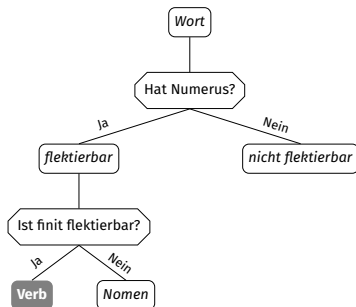 Wort
Hat Numerus?
Ja
Nein
flektierbar
nicht flektierbar
Ist finit flektierbar?
Ja
Nein
Verb
Nomen